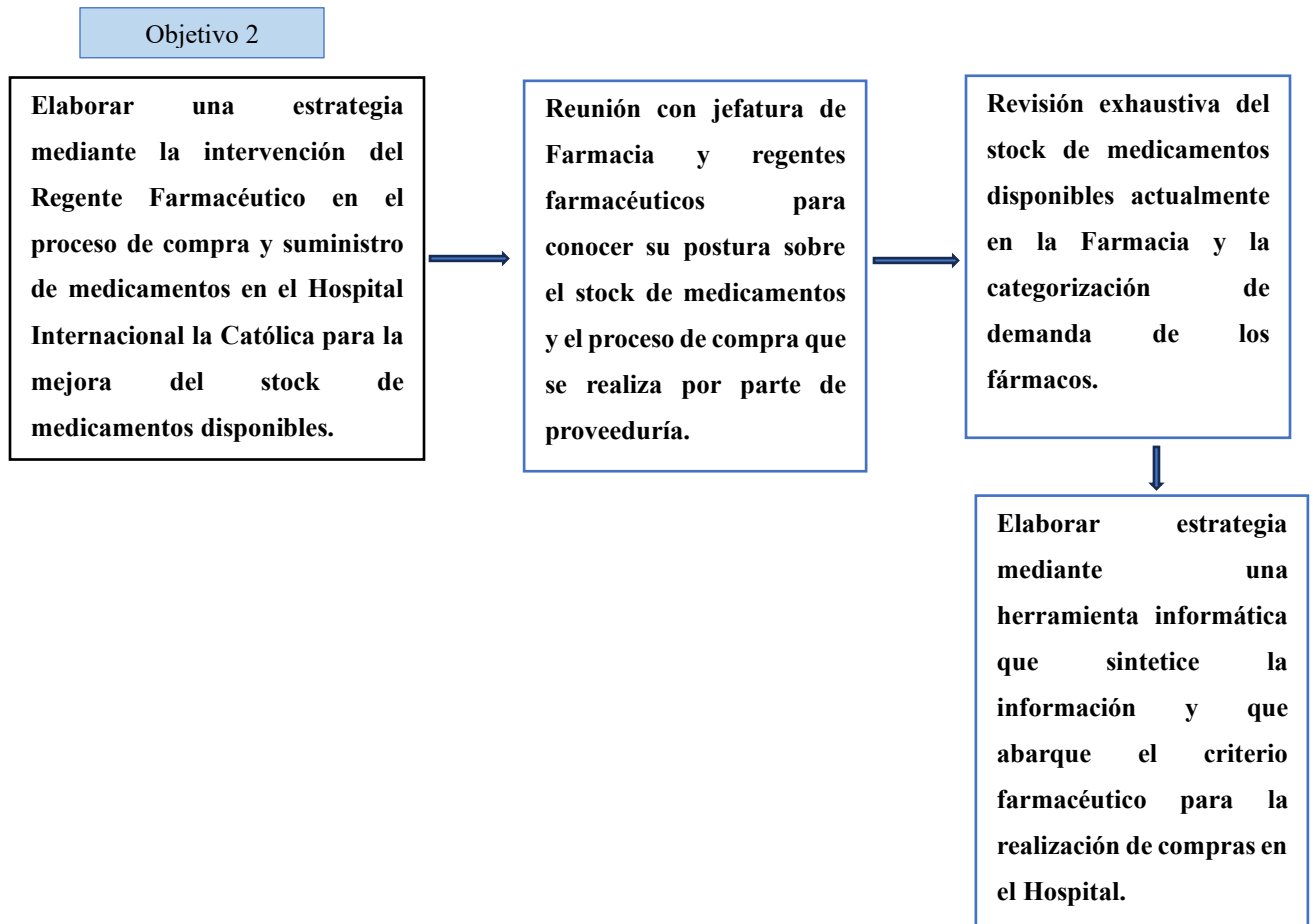 Objetivo 2
Elaborar una estrategia
mediante la intervención del
Regente Farmacéutico en el
proceso de compra y suministro
de medicamentos en el Hospital
Internacional la Católica para la
mejora del stock de
medicamentos disponibles.
Reunión con jefatura de
Farmacia y regentes
farmacéuticos para
conocer su postura sobre
el stock de medicamentos
y el proceso de compra que
se realiza por parte de
proveeduría.
Revisión exhaustiva del
stock de medicamentos
disponibles actualmente
en la Farmacia y la
categorización de
demanda de los
fármacos.
Elaborar estrategia
mediante una
herramienta informática
que sintetice la
información y que
abarque el criterio
farmacéutico para la
realización de compras en
el Hospital.